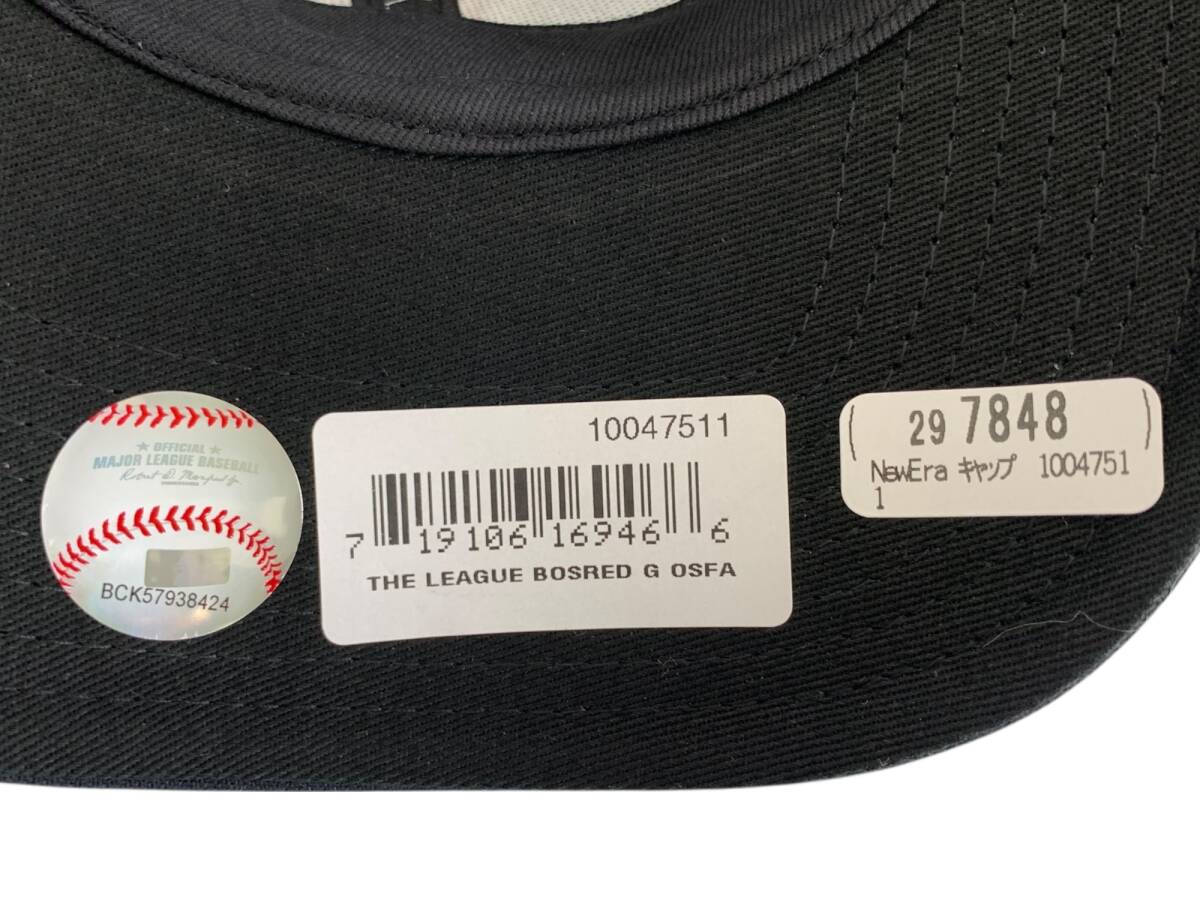 ★ OFFICIAL ★
MAJOR LEAGUE BASEBALL
BCK57938424
10047511
7 19106 16946 6
THE LEAGUE BOSRED G OSFA
29 7848
NewEra キャップ 1004751
1